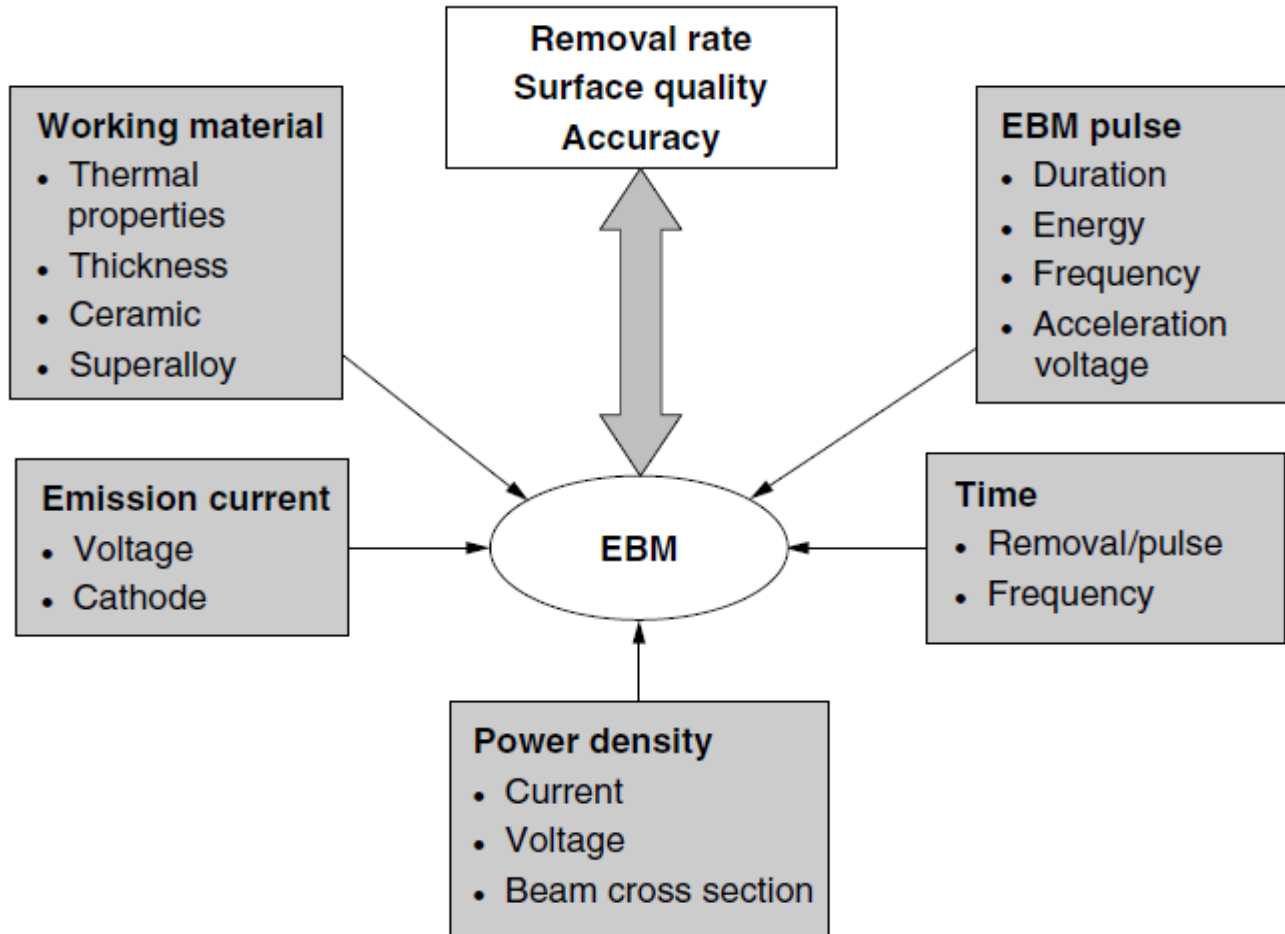 Removal rate
Surface quality
Accuracy
Working material
• Thermal
properties
• Thickness
• Ceramic
• Superalloy
EBM pulse
• Duration
• Energy
• Frequency
• Acceleration
voltage
Emission current
• Voltage
• Cathode
EBM
Time
• Removal/pulse
• Frequency
Power density
• Current
• Voltage
• Beam cross section